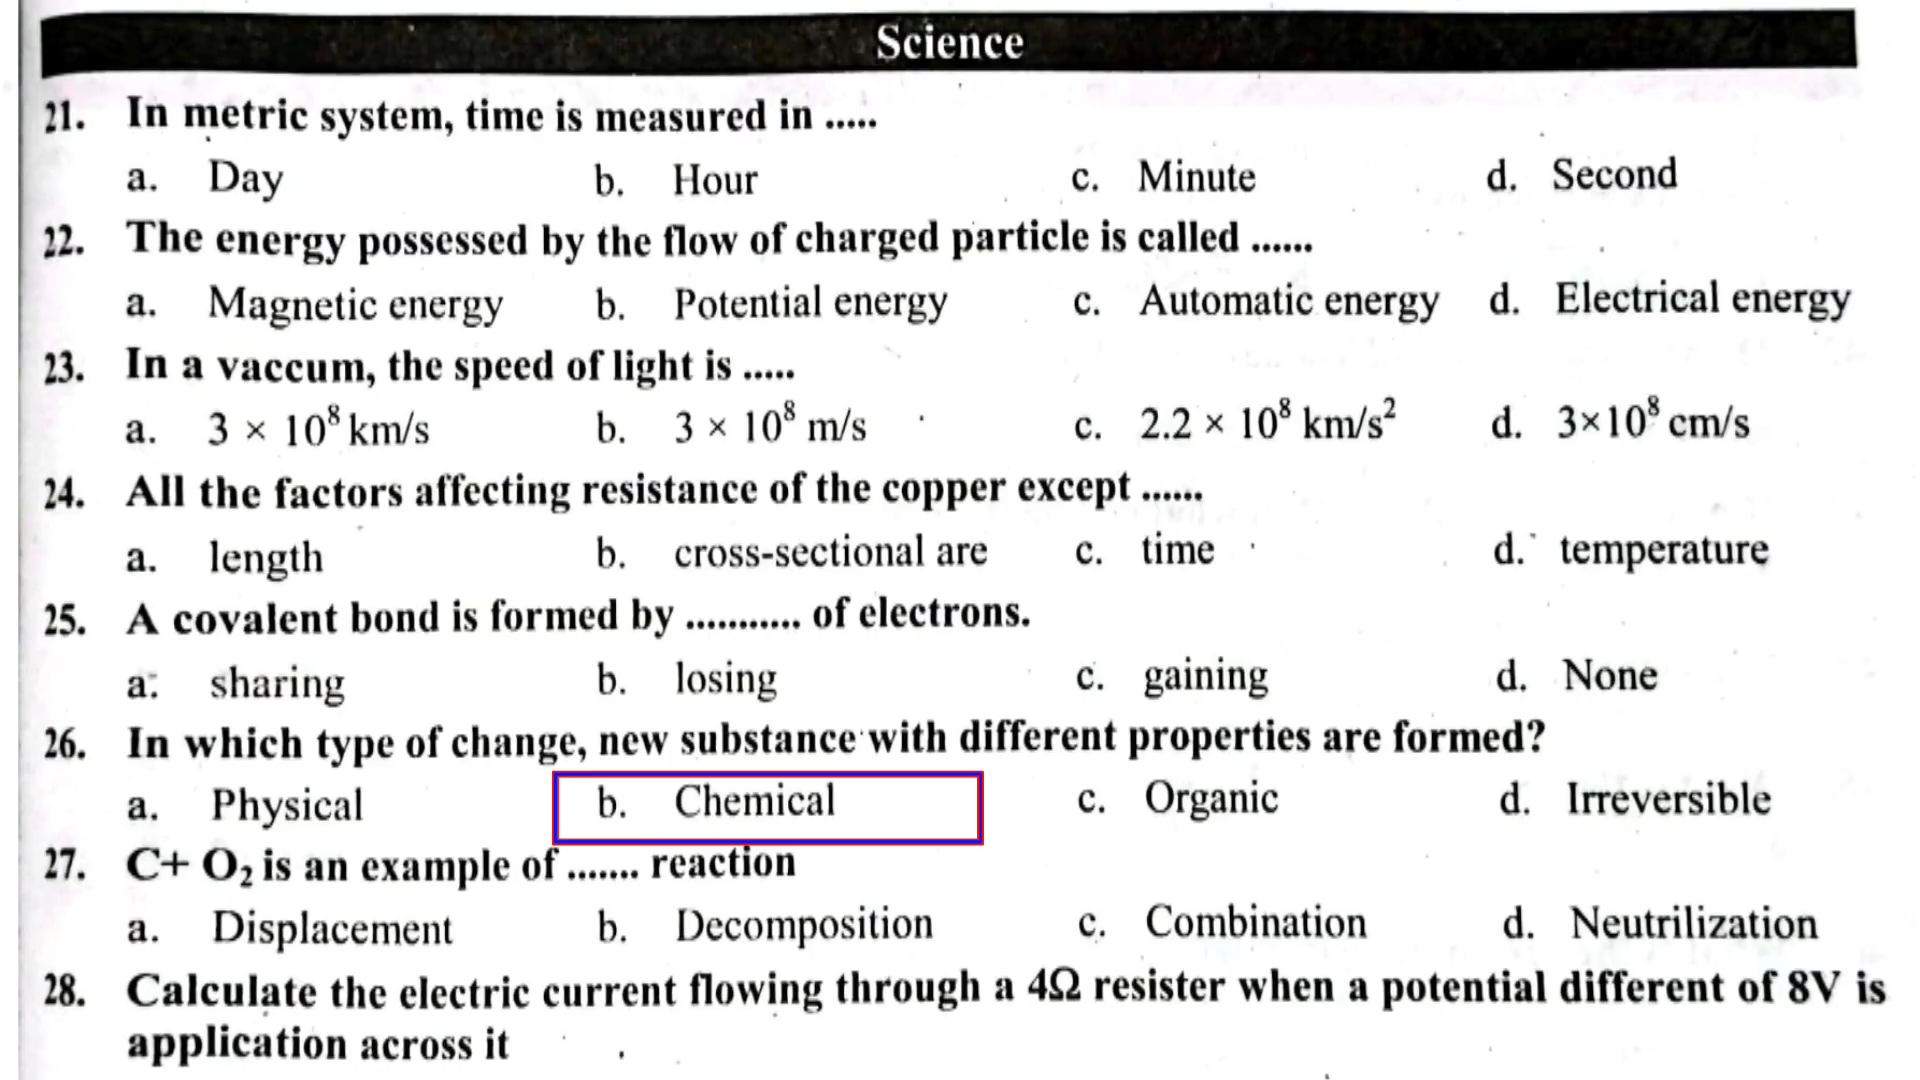 Science
21. In metric system, time is measured in .....
a. Day b. Hour c. Minute d. Second
22. The energy possessed by the flow of charged particle is called ......
a. Magnetic energy b. Potential energy c. Automatic energy d. Electrical energy
23. In a vaccum, the speed of light is .....
a. 3 × 10⁸ km/s b. 3 × 10⁸ m/s c. 2.2 × 10⁸ km/s² d. 3×10⁸ cm/s
24. All the factors affecting resistance of the copper except ......
a. length b. cross-sectional are c. time d. temperature
25. A covalent bond is formed by ........... of electrons.
a. sharing b. losing c. gaining d. None
26. In which type of change, new substance with different properties are formed?
a. Physical b. Chemical c. Organic d. Irreversible
27. C+ O₂ is an example of ....... reaction
a. Displacement b. Decomposition c. Combination d. Neutrilization
28. Calculate the electric current flowing through a 4Ω resister when a potential different of 8V is
application across it